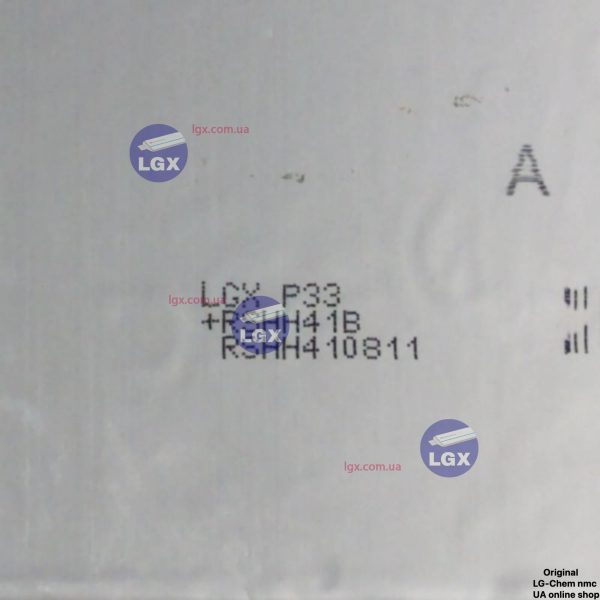 lgx.com.ua
LGX
A
lgx.com.ua
LGX P33
+RSHH41B
LGX
RSHH410811
LGX
lgx.com.ua
Original
LG-Chem nmc
UA online shop